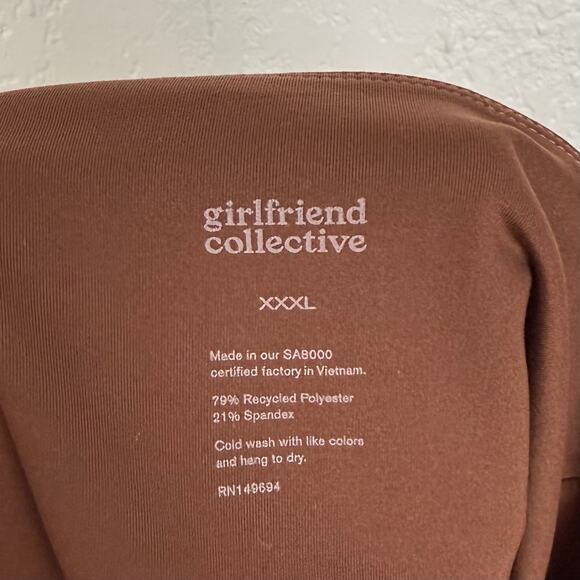 girlfriend
collective
XXXL
Made in our SA8000
certified factory in Vietnam.
79% Recycled Polyester
21% Spandex
Cold wash with like colors
and hang to dry.
RN149694